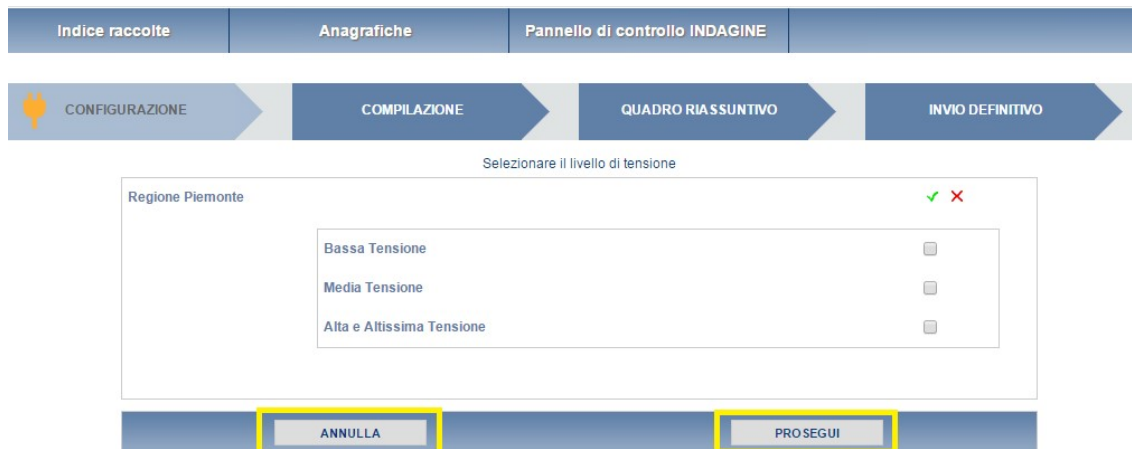 Indice raccolte Anagrafiche Pannello di controllo INDAGINE
CONFIGURAZIONE COMPILAZIONE QUADRO RIASSUNTIVO INVIO DEFINITIVO
Selezionare il livello di tensione
Regione Piemonte
Bassa Tensione
Media Tensione
Alta e Altissima Tensione
ANNULLA PROSEGUI